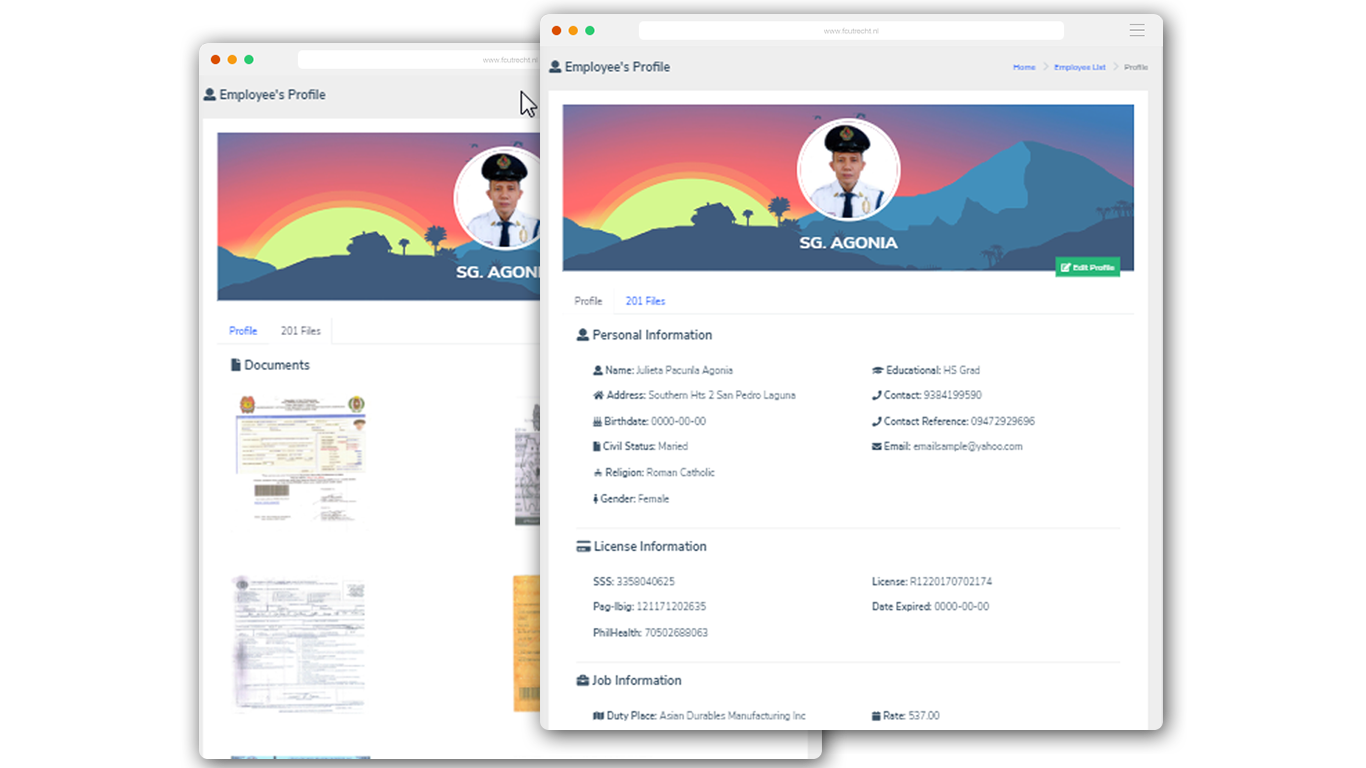 www.fcutrecht.nl
Employee's Profile
SG. AGONI
Profile
201 Files
Documents
www.fcutrecht.nl
Employee's Profile
Home
Employee List
Profile
SG. AGONIA
Edit Profile
Profile
201 Files
Personal Information
Name: Julieta Pacunla Agonia
Educational: HS Grad
Address: Southern Hts 2 San Pedro Laguna
Contact: 9384199590
Birthdate: 0000-00-00
Contact Reference: 09472929696
Civil Status: Maried
Email: emailsample@yahoo.com
Religion: Roman Catholic
Gender: Female
License Information
SSS: 3358040625
License: R1220170702174
Pag-Ibig: 121171202635
Date Expired: 0000-00-00
PhilHealth: 70502688063
Job Information
Duty Place: Asian Durables Manufacturing Inc
Rate: 537.00